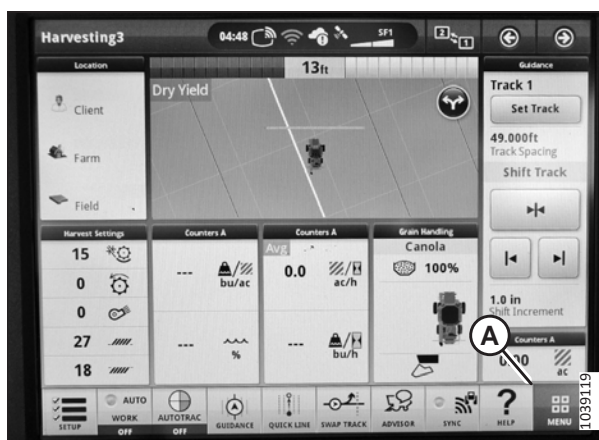 Harvesting3
04:48
SF1
2
1
Location
Client
Farm
Field
13ft
Dry Yield
Guidance
Track 1
Set Track
49.000ft
Track Spacing
Shift Track
1.0 in
Shift Increment
Harvest Settings
15
0
0
27
18
Counters A
---
bu/ac
---
%
Counters A
Avg
0.0
ac/h
---
bu/h
Grain Handling
Canola
100%
Counters A
ac
A
SETUP
AUTO
WORK
OFF
AUTOTRAC
OFF
GUIDANCE
QUICK LINE
SWAP TRACK
ADVISOR
SYNC
?
HELP
MENU
1039119